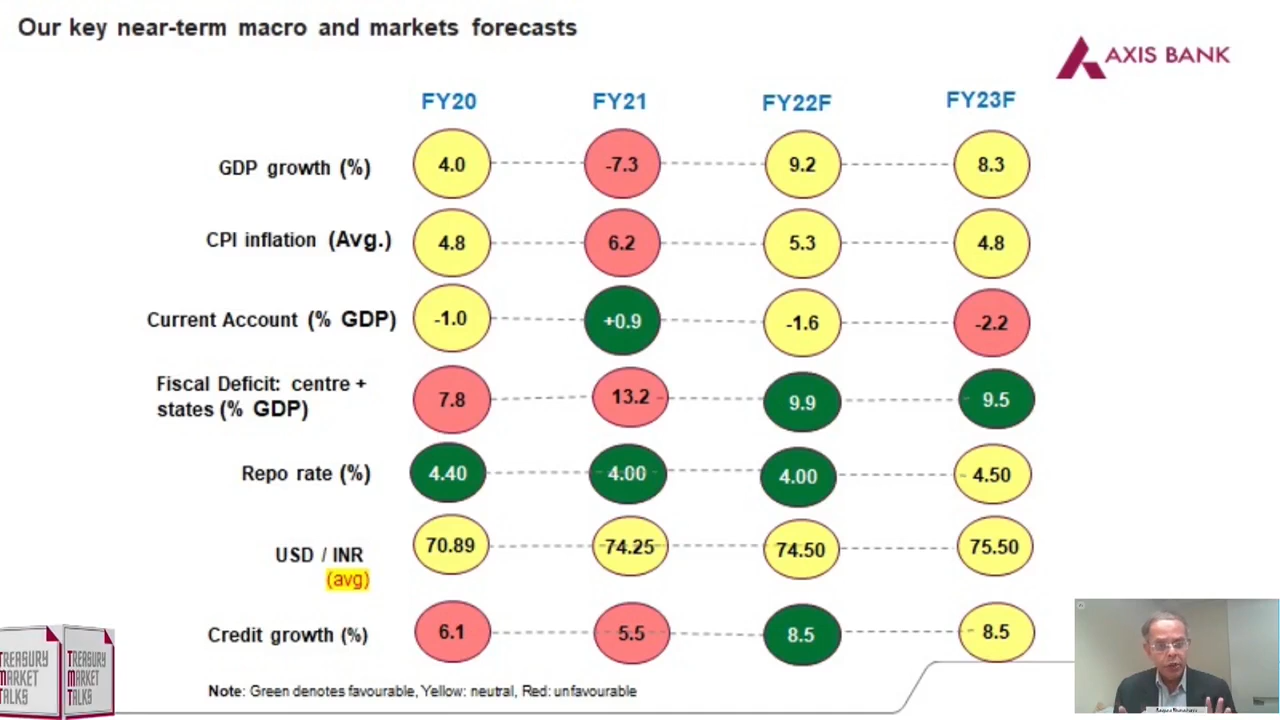 Our key near-term macro and markets forecasts
AXIS BANK
FY20 FY21 FY22F FY23F
GDP growth (%) 4.0 -7.3 9.2 8.3
CPI inflation (Avg.) 4.8 6.2 5.3 4.8
Current Account (% GDP) -1.0 +0.9 -1.6 -2.2
Fiscal Deficit: centre +
states (% GDP) 7.8 13.2 9.9 9.5
Repo rate (%) 4.40 4.00 4.00 4.50
USD / INR 70.89 74.25 74.50 75.50
(avg)
Credit growth (%) 6.1 5.5 8.5 8.5
Note: Green denotes favourable, Yellow: neutral, Red: unfavourable
TREASURY TREASURY
MARKET MARKET
TALKS TALKS